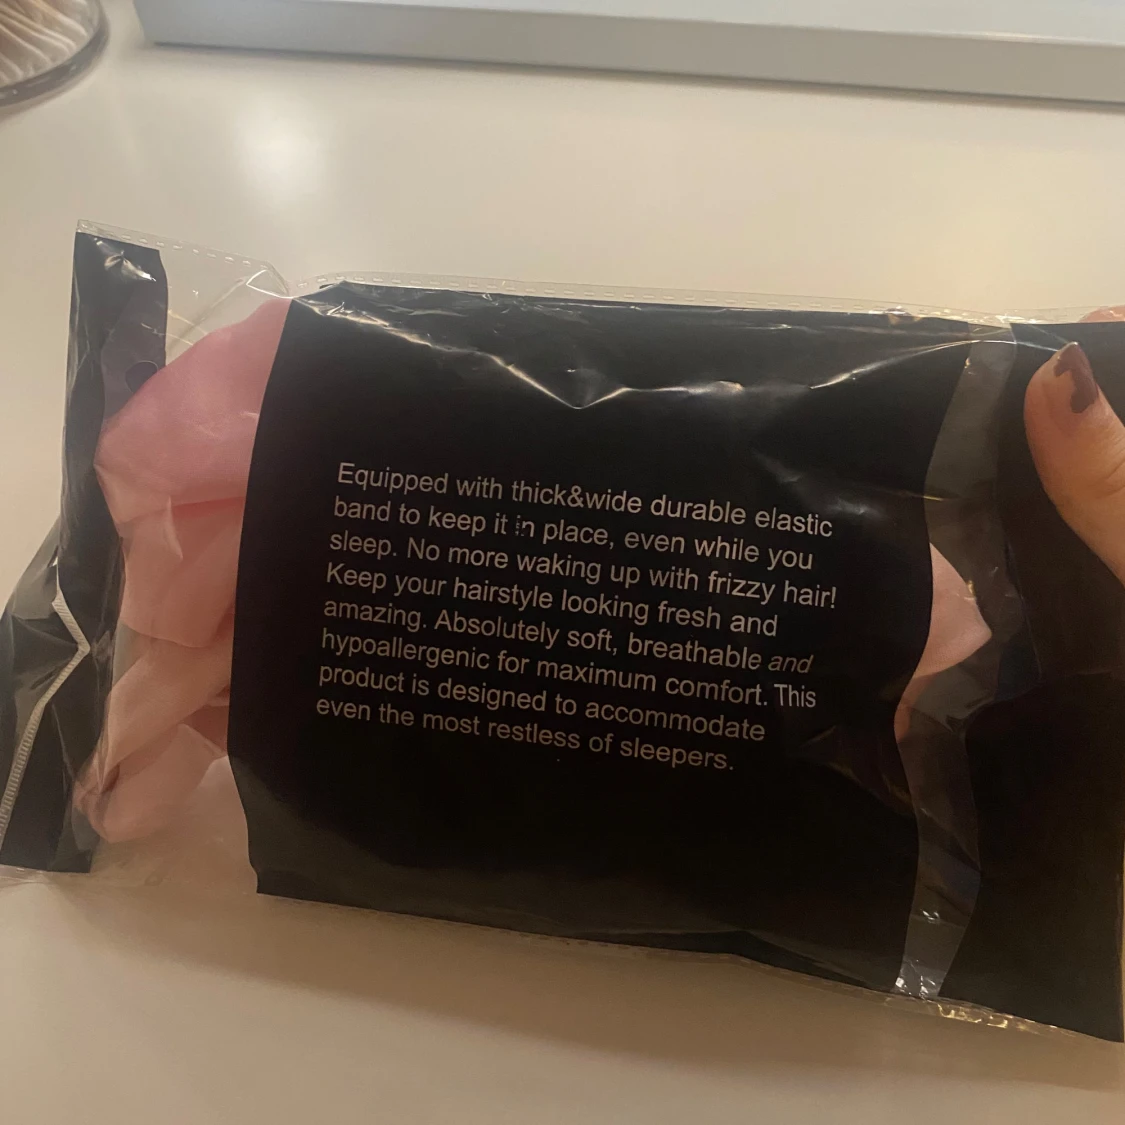 Equipped with thick&wide durable elastic
band to keep it in place, even while you
sleep. No more waking up with frizzy hair!
Keep your hairstyle looking fresh and
amazing. Absolutely soft, breathable and
hypoallergenic for maximum comfort. This
product is designed to accommodate
even the most restless of sleepers.